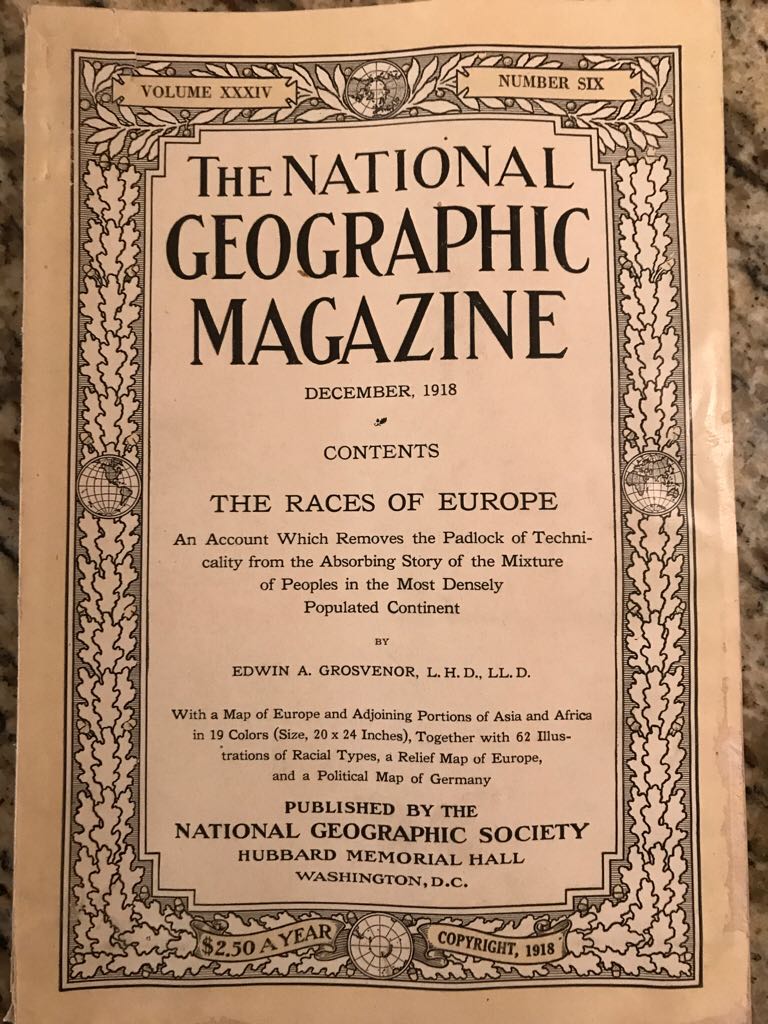 VOLUME XXXIV
NUMBER SIX
THE NATIONAL
GEOGRAPHIC
MAGAZINE
DECEMBER, 1918
CONTENTS
THE RACES OF EUROPE
An Account Which Removes the Padlock of Techni-
cality from the Absorbing Story of the Mixture
of Peoples in the Most Densely
Populated Continent
BY
EDWIN A. GROSVENOR, L.H.D., LL.D.
With a Map of Europe and Adjoining Portions of Asia and Africa
in 19 Colors (Size, 20 x 24 Inches), Together with 62 Illus-
trations of Racial Types, a Relief Map of Europe,
and a Political Map of Germany
PUBLISHED BY THE
NATIONAL GEOGRAPHIC SOCIETY
HUBBARD MEMORIAL HALL
WASHINGTON, D.C.
$2.50 A YEAR
COPYRIGHT, 1918